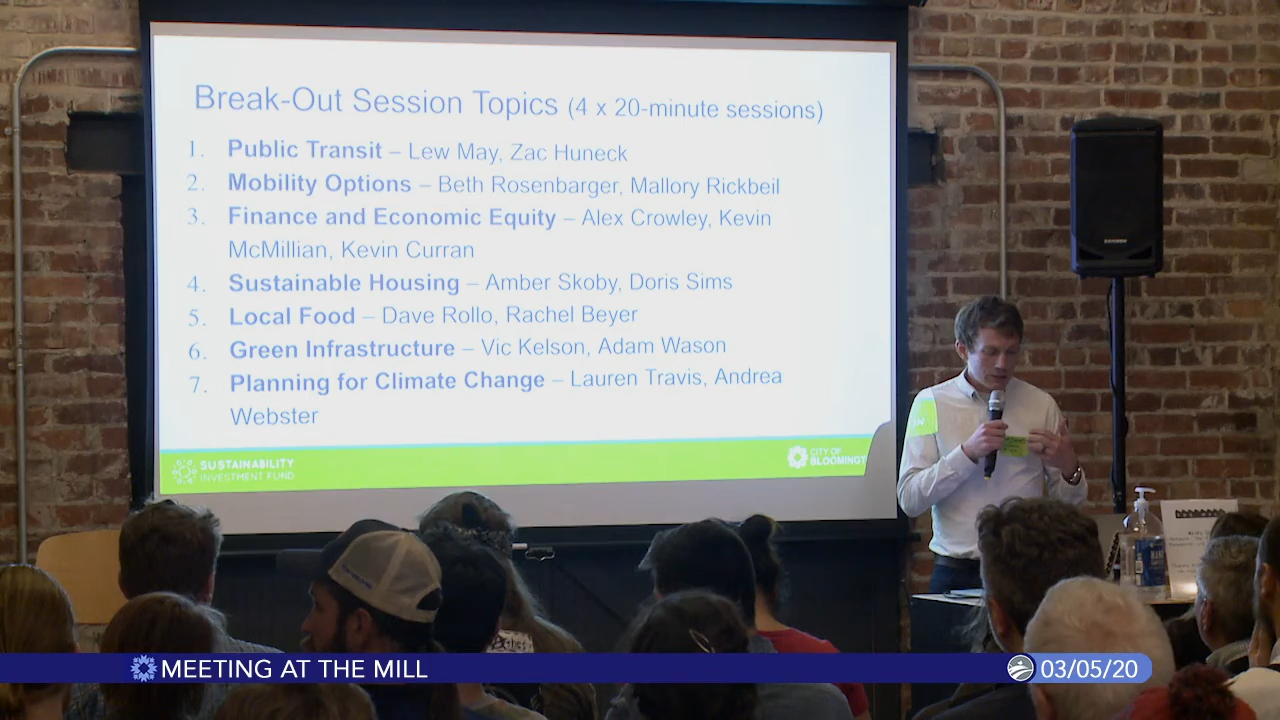 Break-Out Session Topics (4 x 20-minute sessions)
1. Public Transit – Lew May, Zac Huneck
2. Mobility Options – Beth Rosenbarger, Mallory Rickbeil
3. Finance and Economic Equity – Alex Crowley, Kevin
McMillian, Kevin Curran
4. Sustainable Housing – Amber Skoby, Doris Sims
5. Local Food – Dave Rollo, Rachel Beyer
6. Green Infrastructure – Vic Kelson, Adam Wason
7. Planning for Climate Change – Lauren Travis, Andrea
Webster
SUSTAINABILITY
INVESTMENT FUND
CITY OF
BLOOMINGT
MEETING AT THE MILL
03/05/20